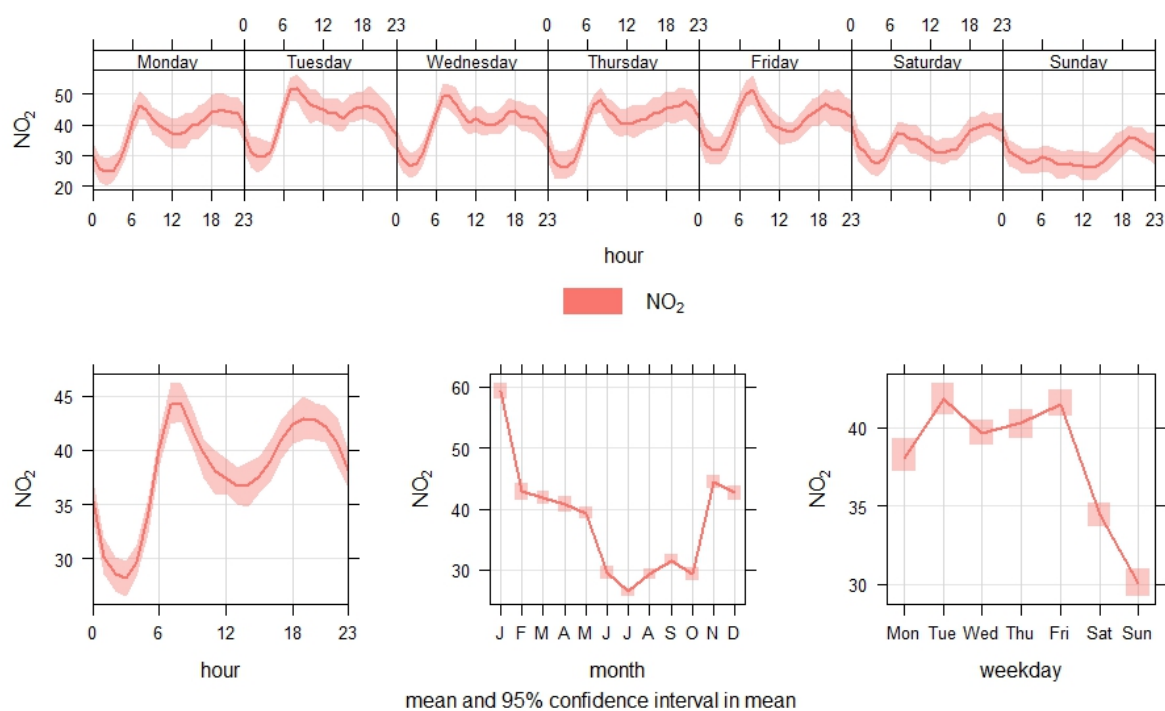 0 6 12 18 23 0 6 12 18 23 0 6 12 18 23
Monday Tuesday Wednesday Thursday Friday Saturday Sunday
50
40
30
20
NO₂
0 6 12 18 23 0 6 12 18 23 0 6 12 18 23 0 6 12 18 23
hour
NO₂
45
40
35
30
NO₂
0 6 12 18 23
hour
60
50
40
30
NO₂
J F M A M J J A S O N D
month
40
35
30
NO₂
Mon Tue Wed Thu Fri Sat Sun
weekday
mean and 95% confidence interval in mean